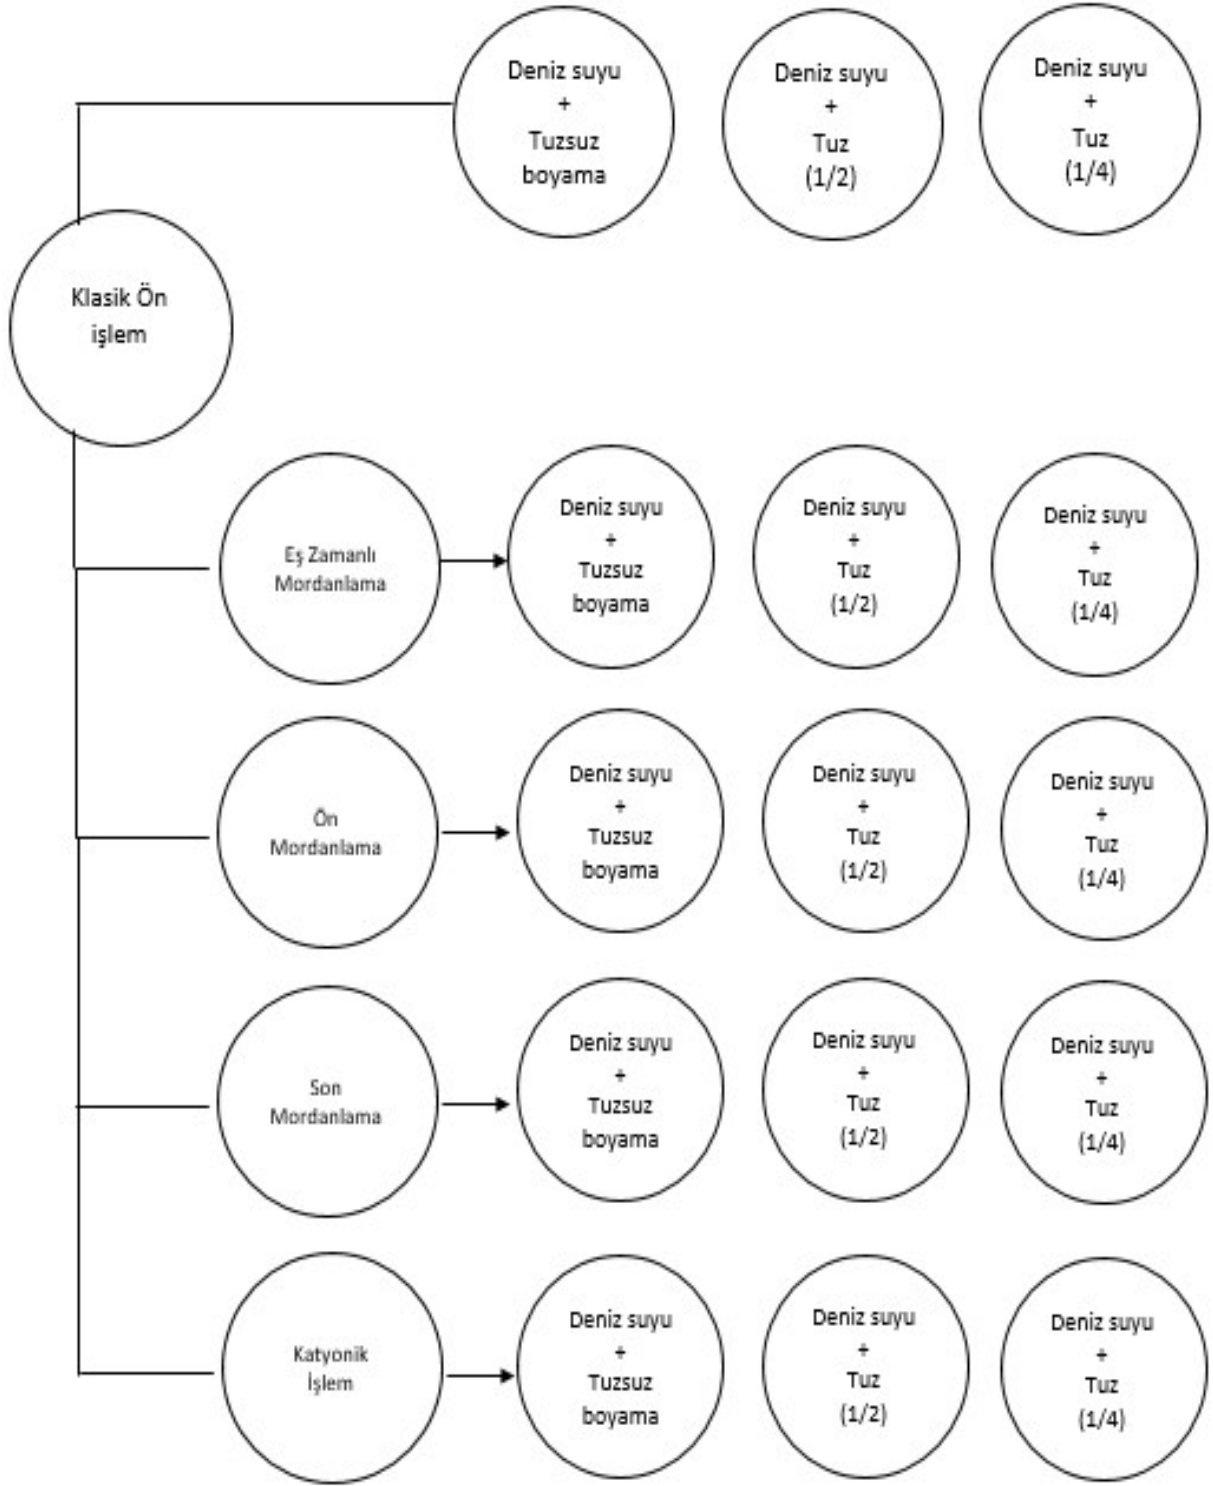 Deniz suyu
+
Tuzsuz
boyama
Deniz suyu
+
Tuz
(1/2)
Deniz suyu
+
Tuz
(1/4)
Klasik Ön
işlem
Eş Zamanlı
Mordanlama
Deniz suyu
+
Tuzsuz
boyama
Deniz suyu
+
Tuz
(1/2)
Deniz suyu
+
Tuz
(1/4)
Ön
Mordanlama
Deniz suyu
+
Tuzsuz
boyama
Deniz suyu
+
Tuz
(1/2)
Deniz suyu
+
Tuz
(1/4)
Son
Mordanlama
Deniz suyu
+
Tuzsuz
boyama
Deniz suyu
+
Tuz
(1/2)
Deniz suyu
+
Tuz
(1/4)
Katyonik
İşlem
Deniz suyu
+
Tuzsuz
boyama
Deniz suyu
+
Tuz
(1/2)
Deniz suyu
+
Tuz
(1/4)